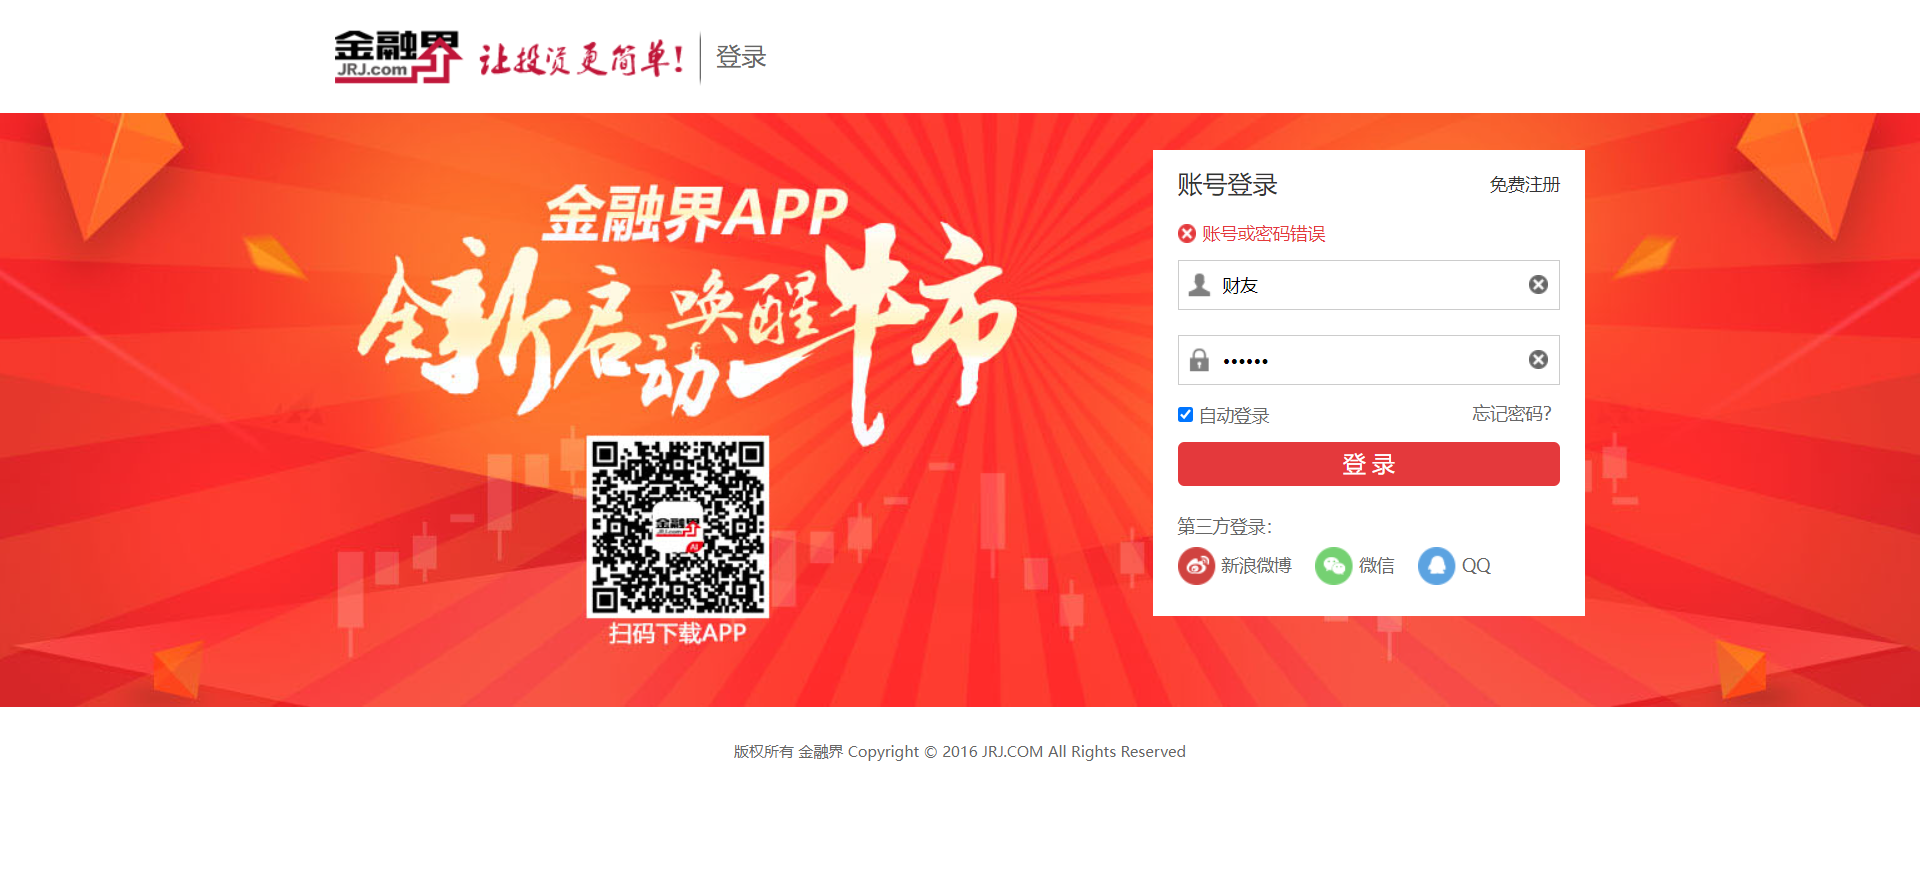 金融界
JRJ.com
让投资更简单!
登录
金融界APP
全新启动唤醒牛市
金融界
JRJ.com
AI
扫码下载APP
账号登录
免费注册
账号或密码错误
财友
••••••
自动登录
忘记密码?
登 录
第三方登录:
新浪微博
微信
QQ
版权所有 金融界 Copyright © 2016 JRJ.COM All Rights Reserved